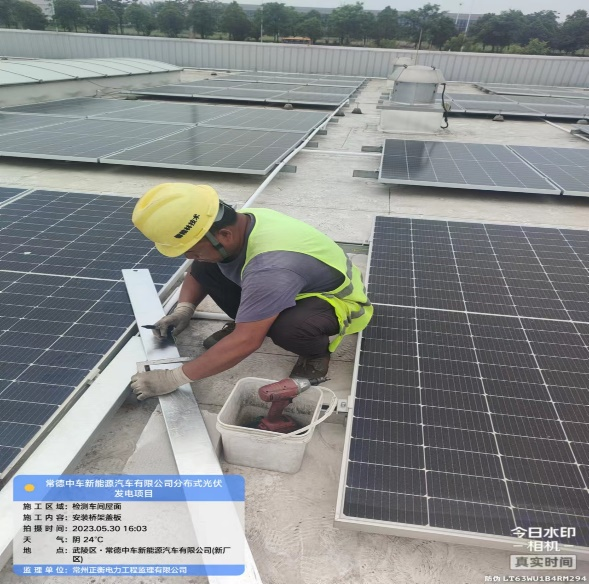 常德中车新能源汽车有限公司分布式光伏
发电项目
施工区域：检测车间屋面
施工内容：安装桥架盖板
拍摄时间：2023.05.30 16:03
天气：阴 24℃
地点：武陵区·常德中车新能源汽车有限公司(新厂
区)
监理单位：常州正衡电力工程监理有限公司
今日水印
相机
真实时间
防伪 LT63WU1B4RM294